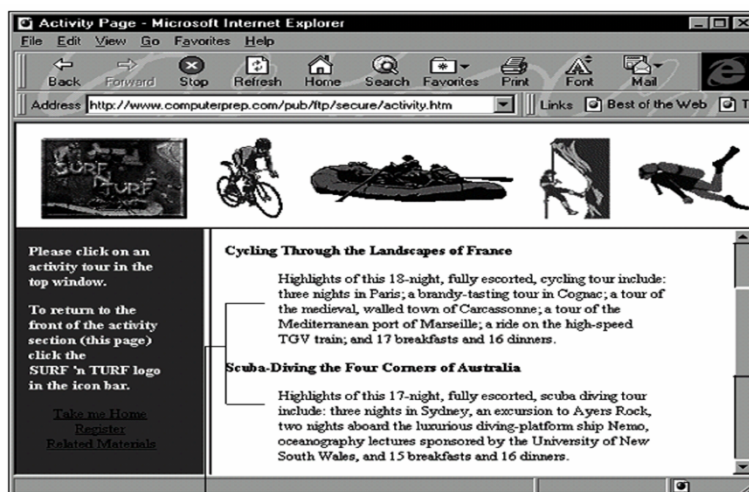 Activity Page - Microsoft Internet Explorer
File Edit View Go Favorites Help
Back Forward Stop Refresh Home Search Favorites Print Font Mail
Address http://www.computerprep.com/pub/ftp/secure/activity.htm Links Best of the Web T
SURF
'N
TURF
Please click on an
activity tour in the
top window.
To return to the
front of the activity
section (this page)
click the
SURF 'n TURF logo
in the icon bar.
Take me Home
Register
Related Materials
Cycling Through the Landscapes of France
Highlights of this 18-night, fully escorted, cycling tour include:
three nights in Paris; a brandy-tasting tour in Cognac; a tour of
the medieval, walled town of Carcassonne; a tour of the
Mediterranean port of Marseille; a ride on the high-speed
TGV train; and 17 breakfasts and 16 dinners.
Scuba-Diving the Four Corners of Australia
Highlights of this 17-night, fully escorted, scuba diving tour
include: three nights in Sydney, an excursion to Ayers Rock,
two nights aboard the luxurious diving-platform ship Nemo,
oceanography lectures sponsored by the University of New
South Wales, and 15 breakfasts and 16 dinners.